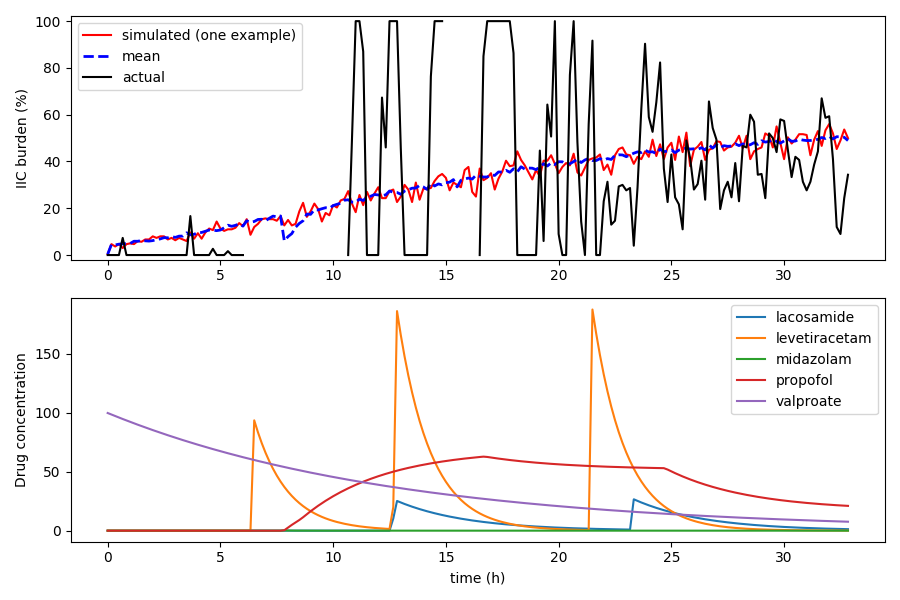 100
80
60
40
20
0
IIC burden (%)
simulated (one example)
mean
actual
0 5 10 15 20 25 30
150
100
50
0
Drug concentration
lacosamide
levetiracetam
midazolam
propofol
valproate
0 5 10 15 20 25 30
time (h)